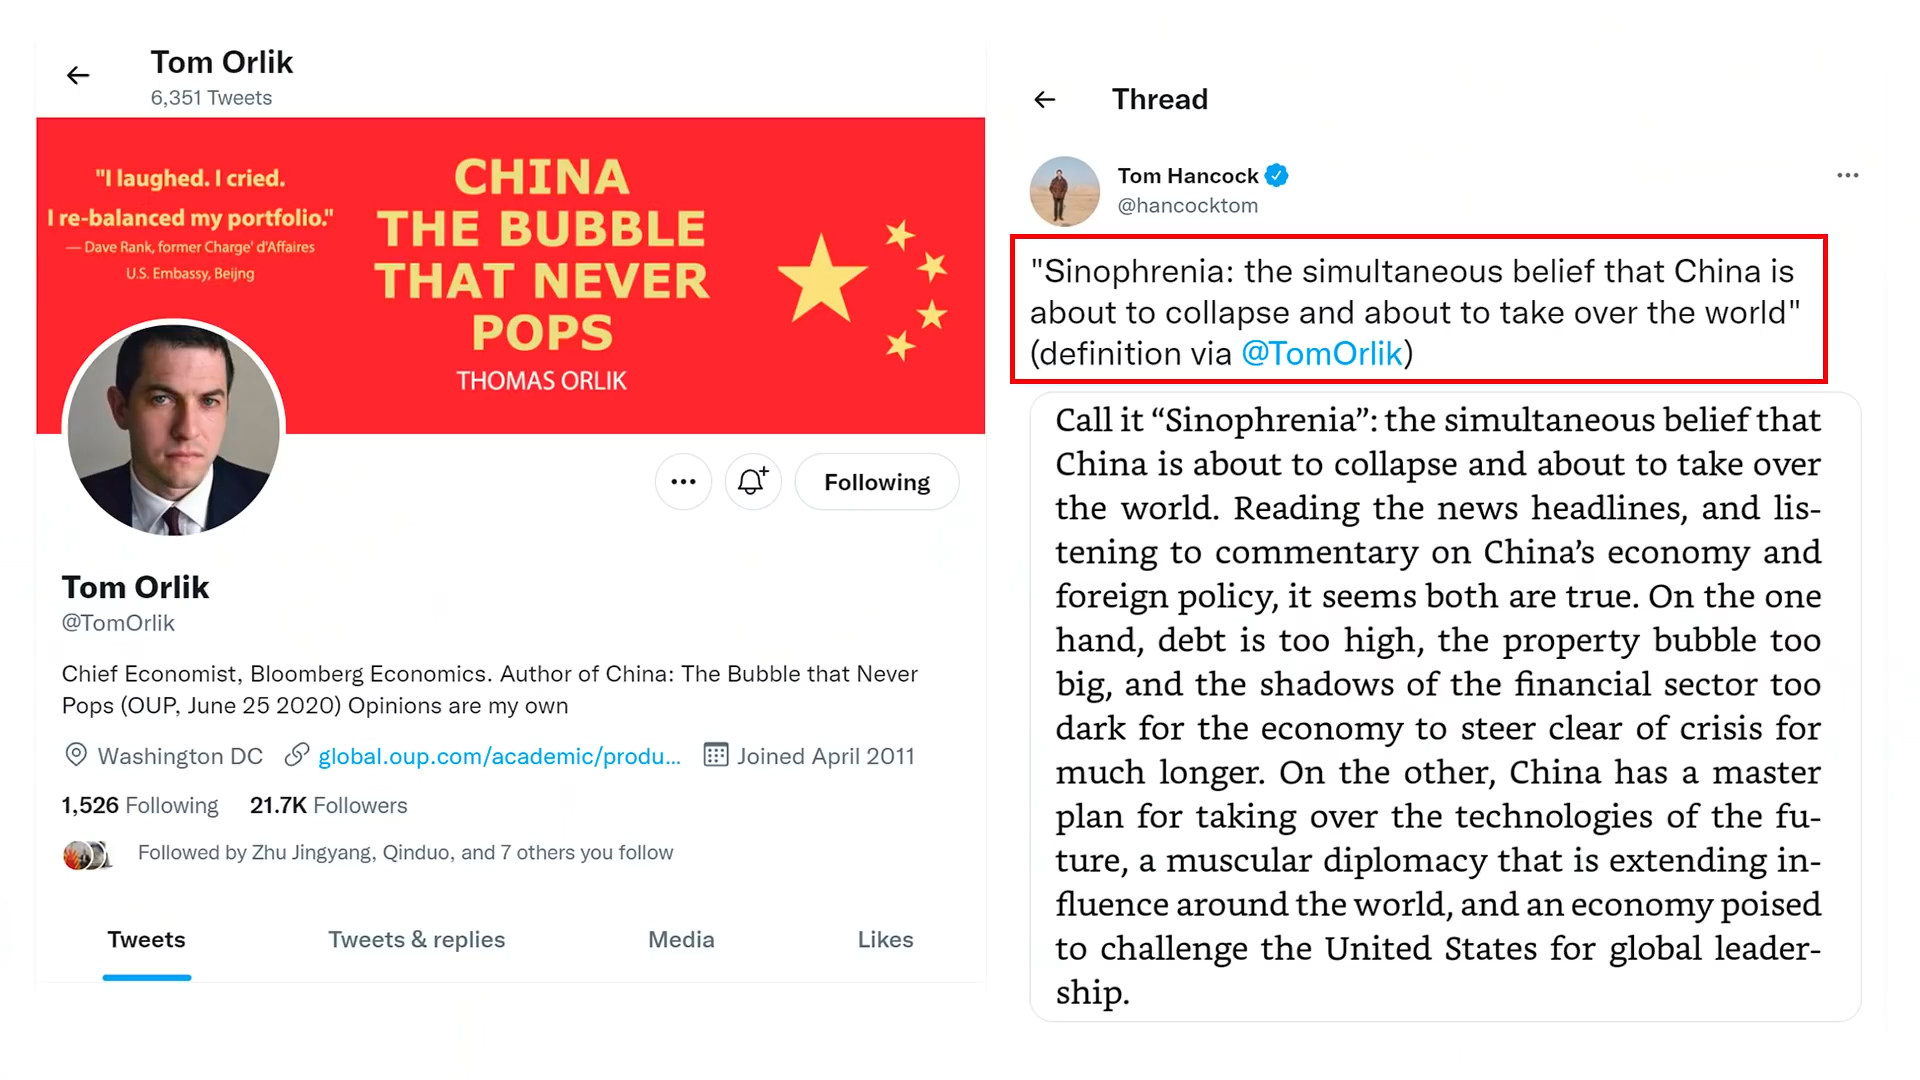 Tom Orlik
6,351 Tweets
"I laughed. I cried.
I re-balanced my portfolio."
— Dave Rank, former Charge' d'Affaires
U.S. Embassy, Beijng
CHINA
THE BUBBLE
THAT NEVER
POPS
THOMAS ORLIK
Following
Tom Orlik
@TomOrlik
Chief Economist, Bloomberg Economics. Author of China: The Bubble that Never
Pops (OUP, June 25 2020) Opinions are my own
Washington DC global.oup.com/academic/produ... Joined April 2011
1,526 Following 21.7K Followers
Followed by Zhu Jingyang, Qinduo, and 7 others you follow
Tweets Tweets & replies Media Likes
Thread
Tom Hancock
@hancocktom
"Sinophrenia: the simultaneous belief that China is
about to collapse and about to take over the world"
(definition via @TomOrlik)
Call it “Sinophrenia”: the simultaneous belief that
China is about to collapse and about to take over
the world. Reading the news headlines, and lis-
tening to commentary on China’s economy and
foreign policy, it seems both are true. On the one
hand, debt is too high, the property bubble too
big, and the shadows of the financial sector too
dark for the economy to steer clear of crisis for
much longer. On the other, China has a master
plan for taking over the technologies of the fu-
ture, a muscular diplomacy that is extending in-
fluence around the world, and an economy poised
to challenge the United States for global leader-
ship.